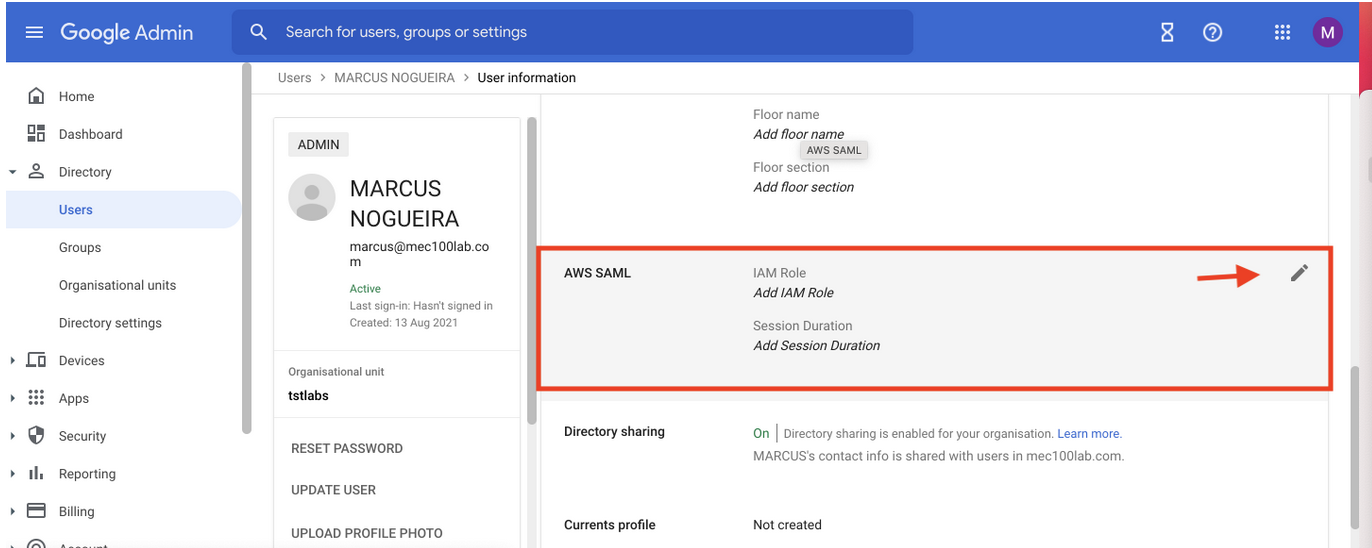 Google Admin
Search for users, groups or settings
M
Users > MARCUS NOGUEIRA > User information
Home
Dashboard
Directory
Users
Groups
Organisational units
Directory settings
Devices
Apps
Security
Reporting
Billing
Account
ADMIN
MARCUS
NOGUEIRA
marcus@mec100lab.co
m
Active
Last sign-in: Hasn't signed in
Created: 13 Aug 2021
Organisational unit
tstlabs
RESET PASSWORD
UPDATE USER
UPLOAD PROFILE PHOTO
Floor name
Add floor name
AWS SAML
Floor section
Add floor section
AWS SAML
IAM Role
Add IAM Role
Session Duration
Add Session Duration
Directory sharing
On | Directory sharing is enabled for your organisation. Learn more.
MARCUS's contact info is shared with users in mec100lab.com.
Currents profile
Not created